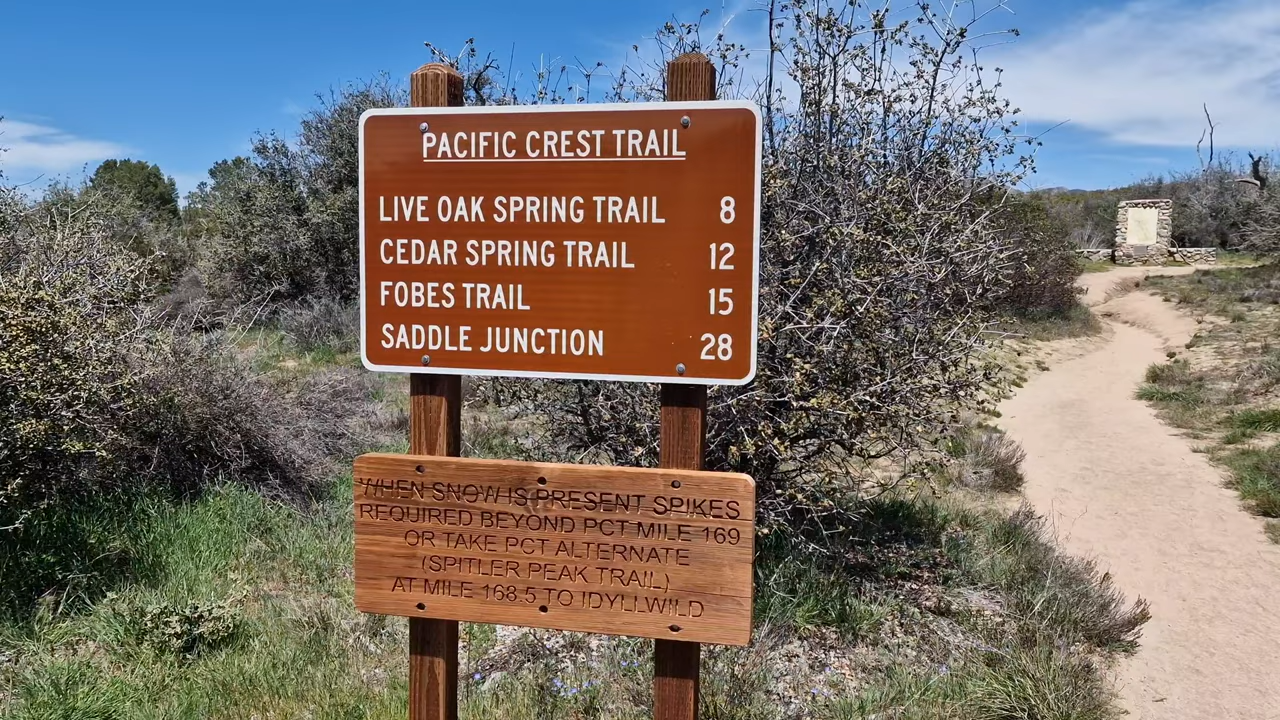 PACIFIC CREST TRAIL
LIVE OAK SPRING TRAIL 8
CEDAR SPRING TRAIL 12
FOBES TRAIL 15
SADDLE JUNCTION 28
WHEN SNOW IS PRESENT SPIKES
REQUIRED BEYOND PCT MILE 169
OR TAKE PCT ALTERNATE
(SPITLER PEAK TRAIL)
AT MILE 168.5 TO IDYLLWILD